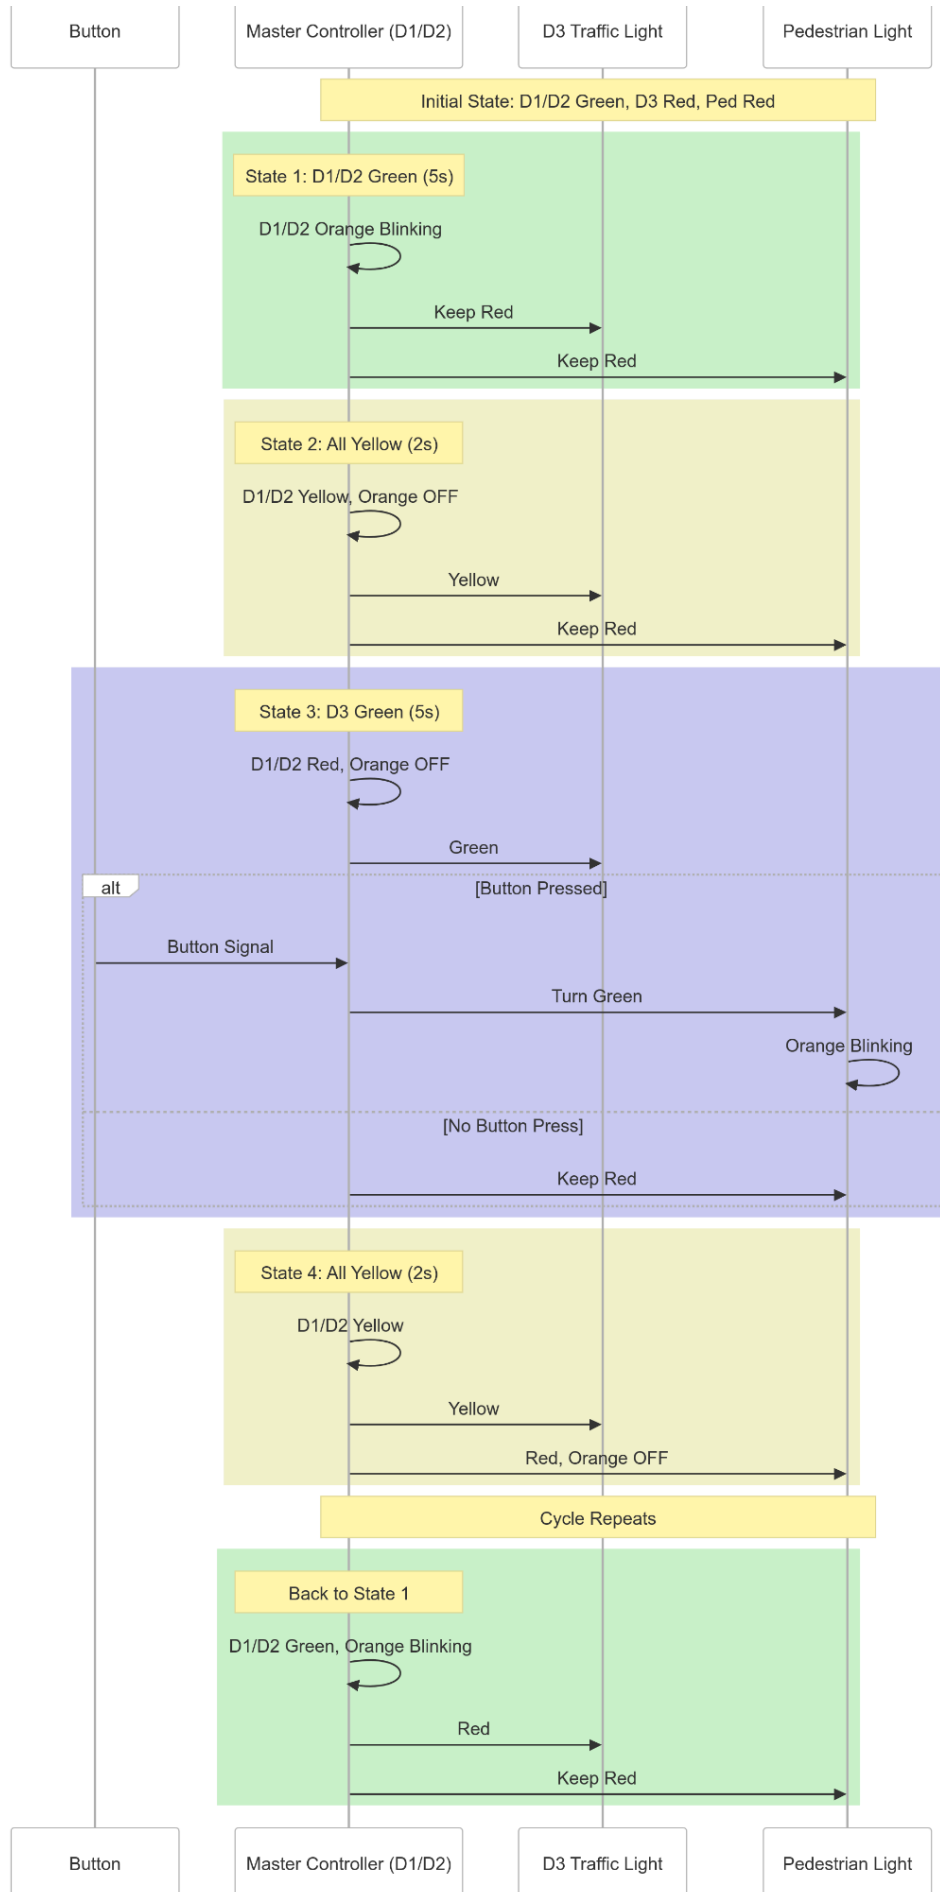 Button
Master Controller (D1/D2)
D3 Traffic Light
Pedestrian Light
Initial State: D1/D2 Green, D3 Red, Ped Red
State 1: D1/D2 Green (5s)
D1/D2 Orange Blinking
Keep Red
Keep Red
State 2: All Yellow (2s)
D1/D2 Yellow, Orange OFF
Yellow
Keep Red
State 3: D3 Green (5s)
D1/D2 Red, Orange OFF
Green
alt
[Button Pressed]
Button Signal
Turn Green
Orange Blinking
[No Button Press]
Keep Red
State 4: All Yellow (2s)
D1/D2 Yellow
Yellow
Red, Orange OFF
Cycle Repeats
Back to State 1
D1/D2 Green, Orange Blinking
Red
Keep Red
Button
Master Controller (D1/D2)
D3 Traffic Light
Pedestrian Light